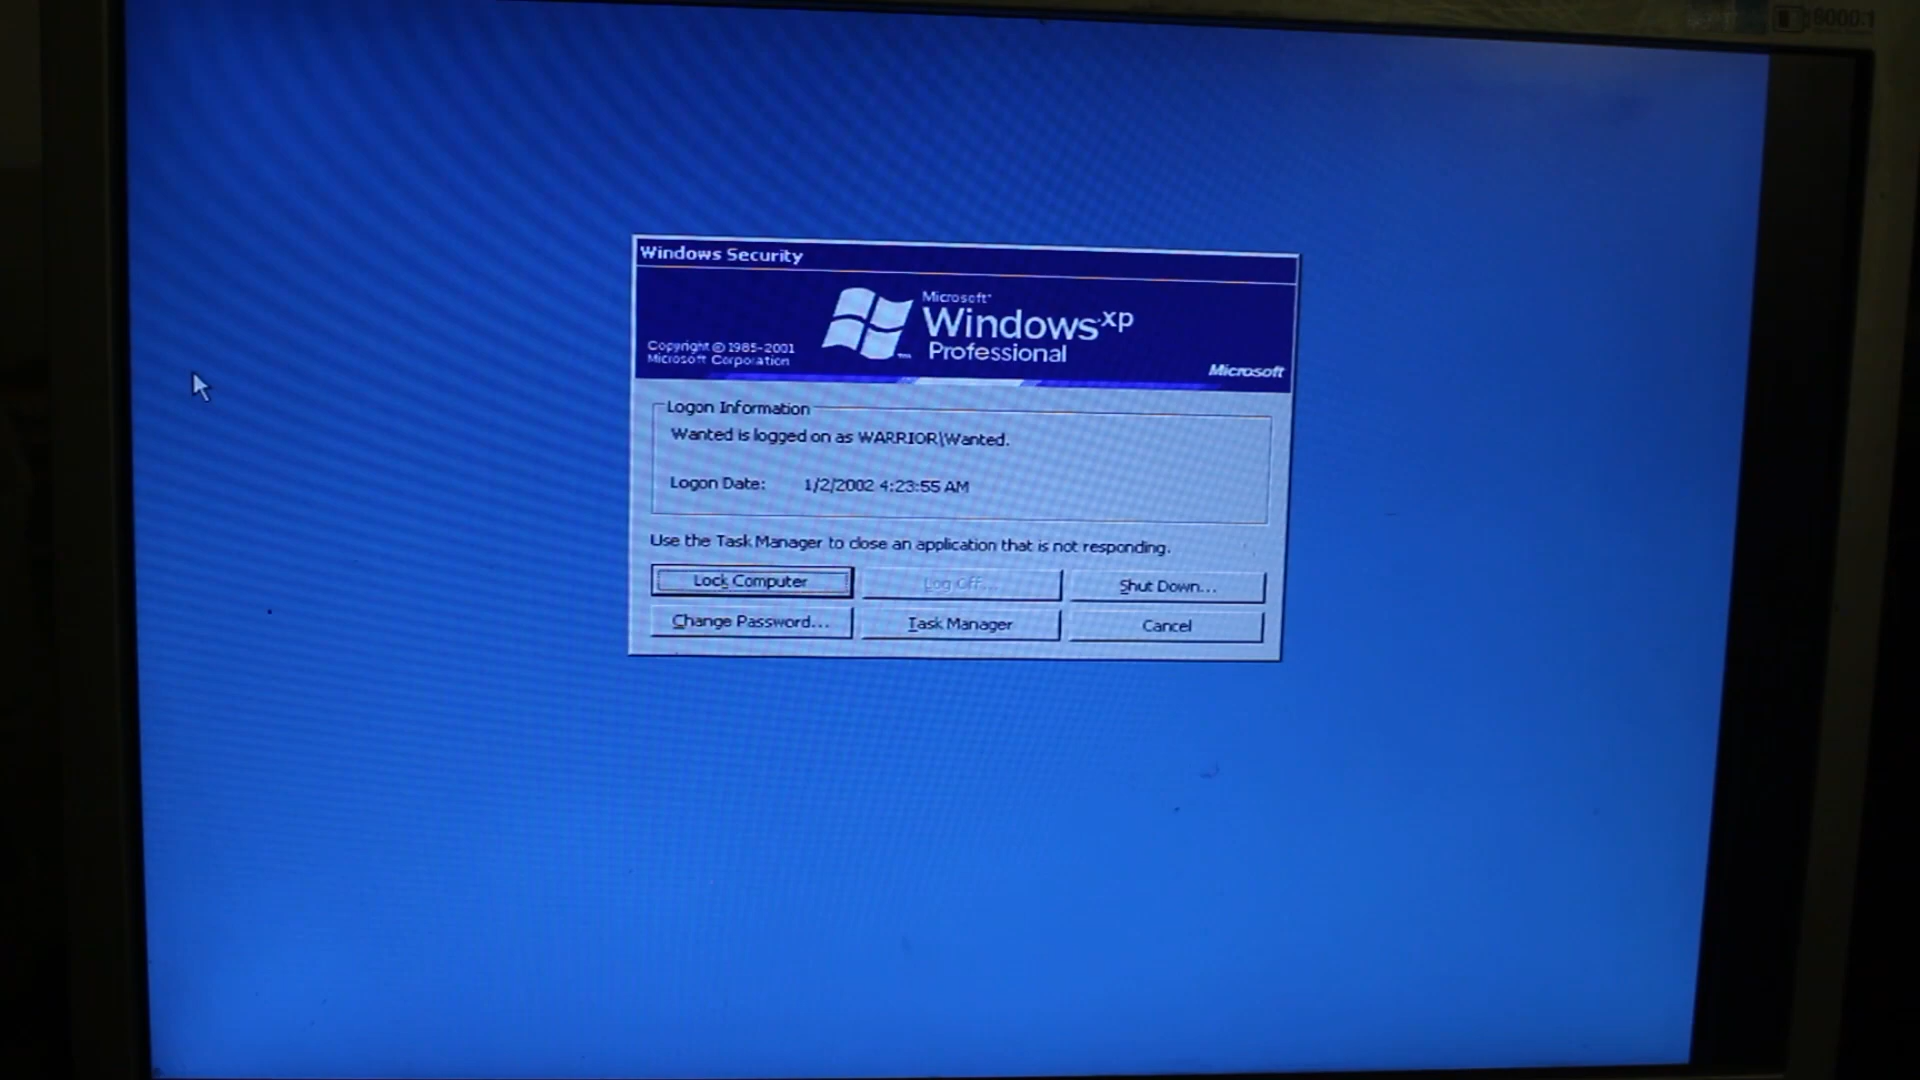 8000:1
Windows Security
Microsoft®
Windows xp
Professional
Copyright © 1985-2001
Microsoft Corporation
Microsoft
Logon Information
Wanted is logged on as WARRIOR\Wanted.
Logon Date: 1/2/2002 4:23:55 AM
Use the Task Manager to close an application that is not responding.
Lock Computer
Log Off...
Shut Down...
Change Password...
Task Manager
Cancel